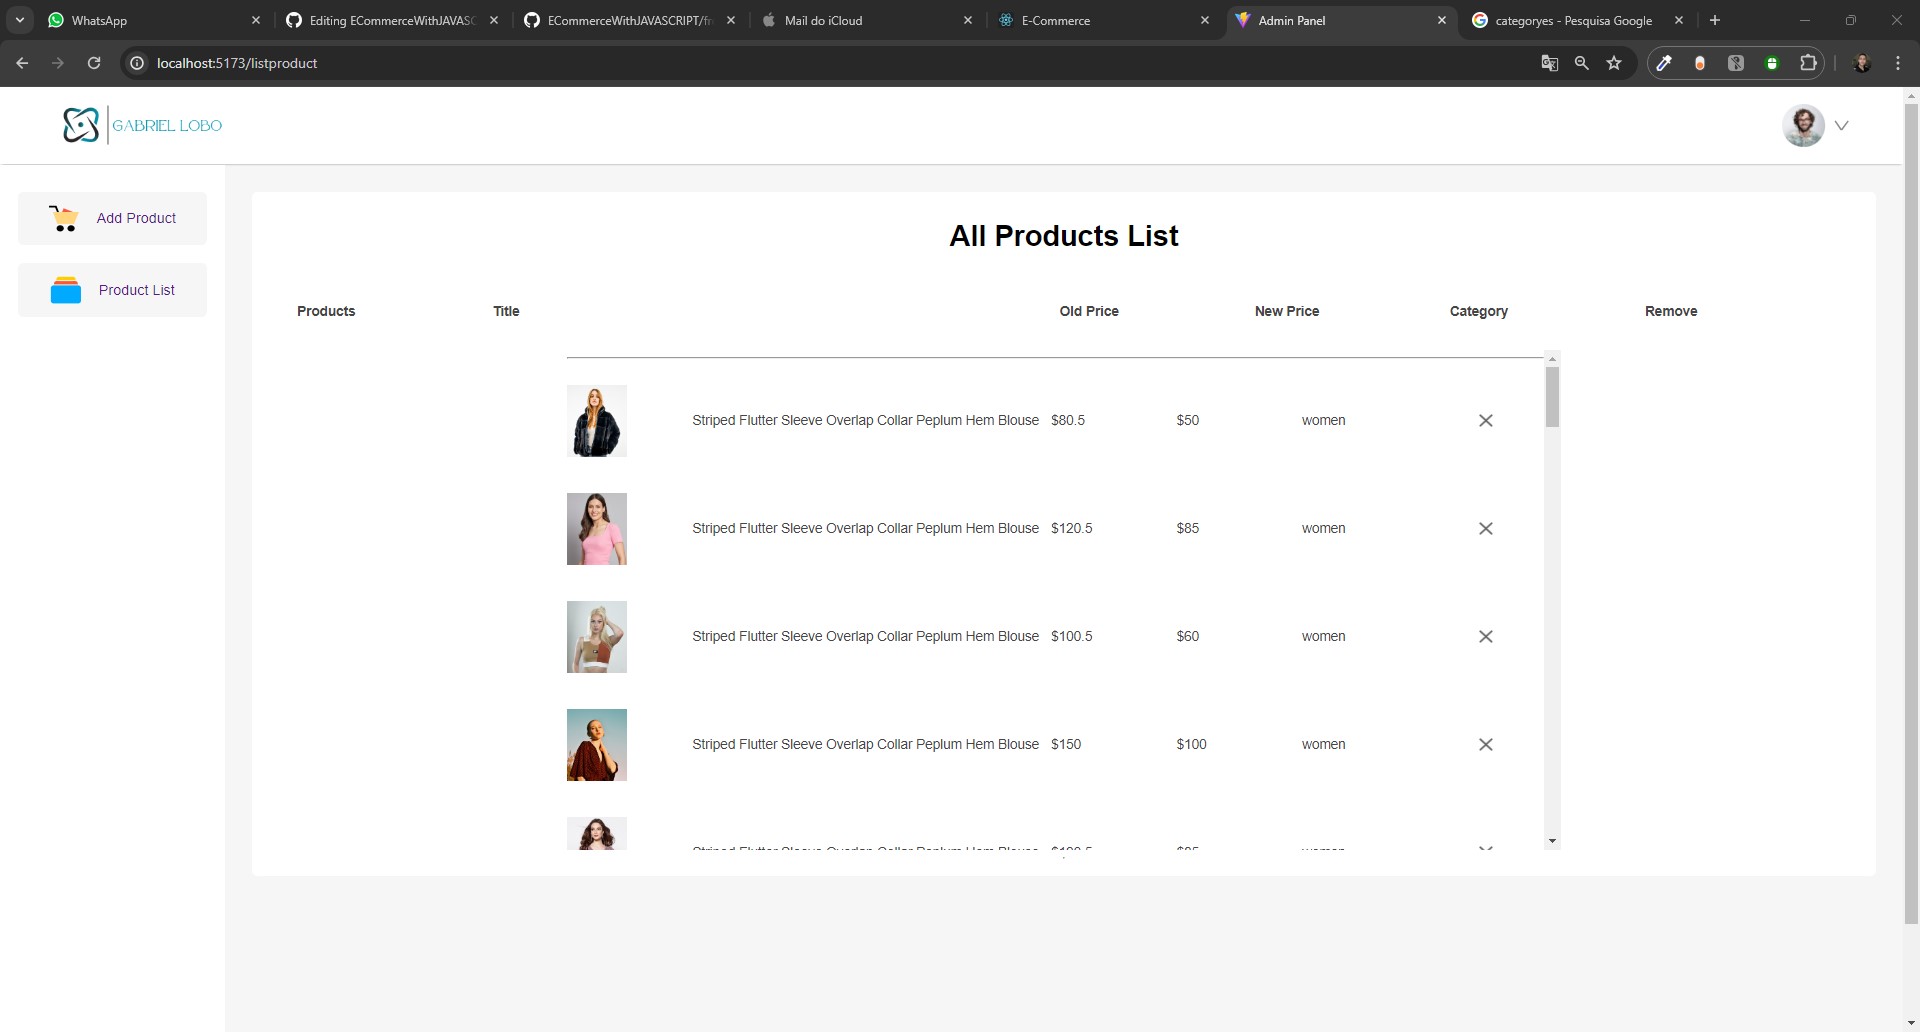 WhatsApp
Editing ECommerceWithJAVASC
ECommerceWithJAVASCRIPT/fr
Mail do iCloud
E-Commerce
Admin Panel
categoryes - Pesquisa Google
localhost:5173/listproduct
GABRIEL LOBO
Add Product
Product List
All Products List
Products Title Old Price New Price Category Remove
Striped Flutter Sleeve Overlap Collar Peplum Hem Blouse $80.5 $50 women
Striped Flutter Sleeve Overlap Collar Peplum Hem Blouse $120.5 $85 women
Striped Flutter Sleeve Overlap Collar Peplum Hem Blouse $100.5 $60 women
Striped Flutter Sleeve Overlap Collar Peplum Hem Blouse $150 $100 women